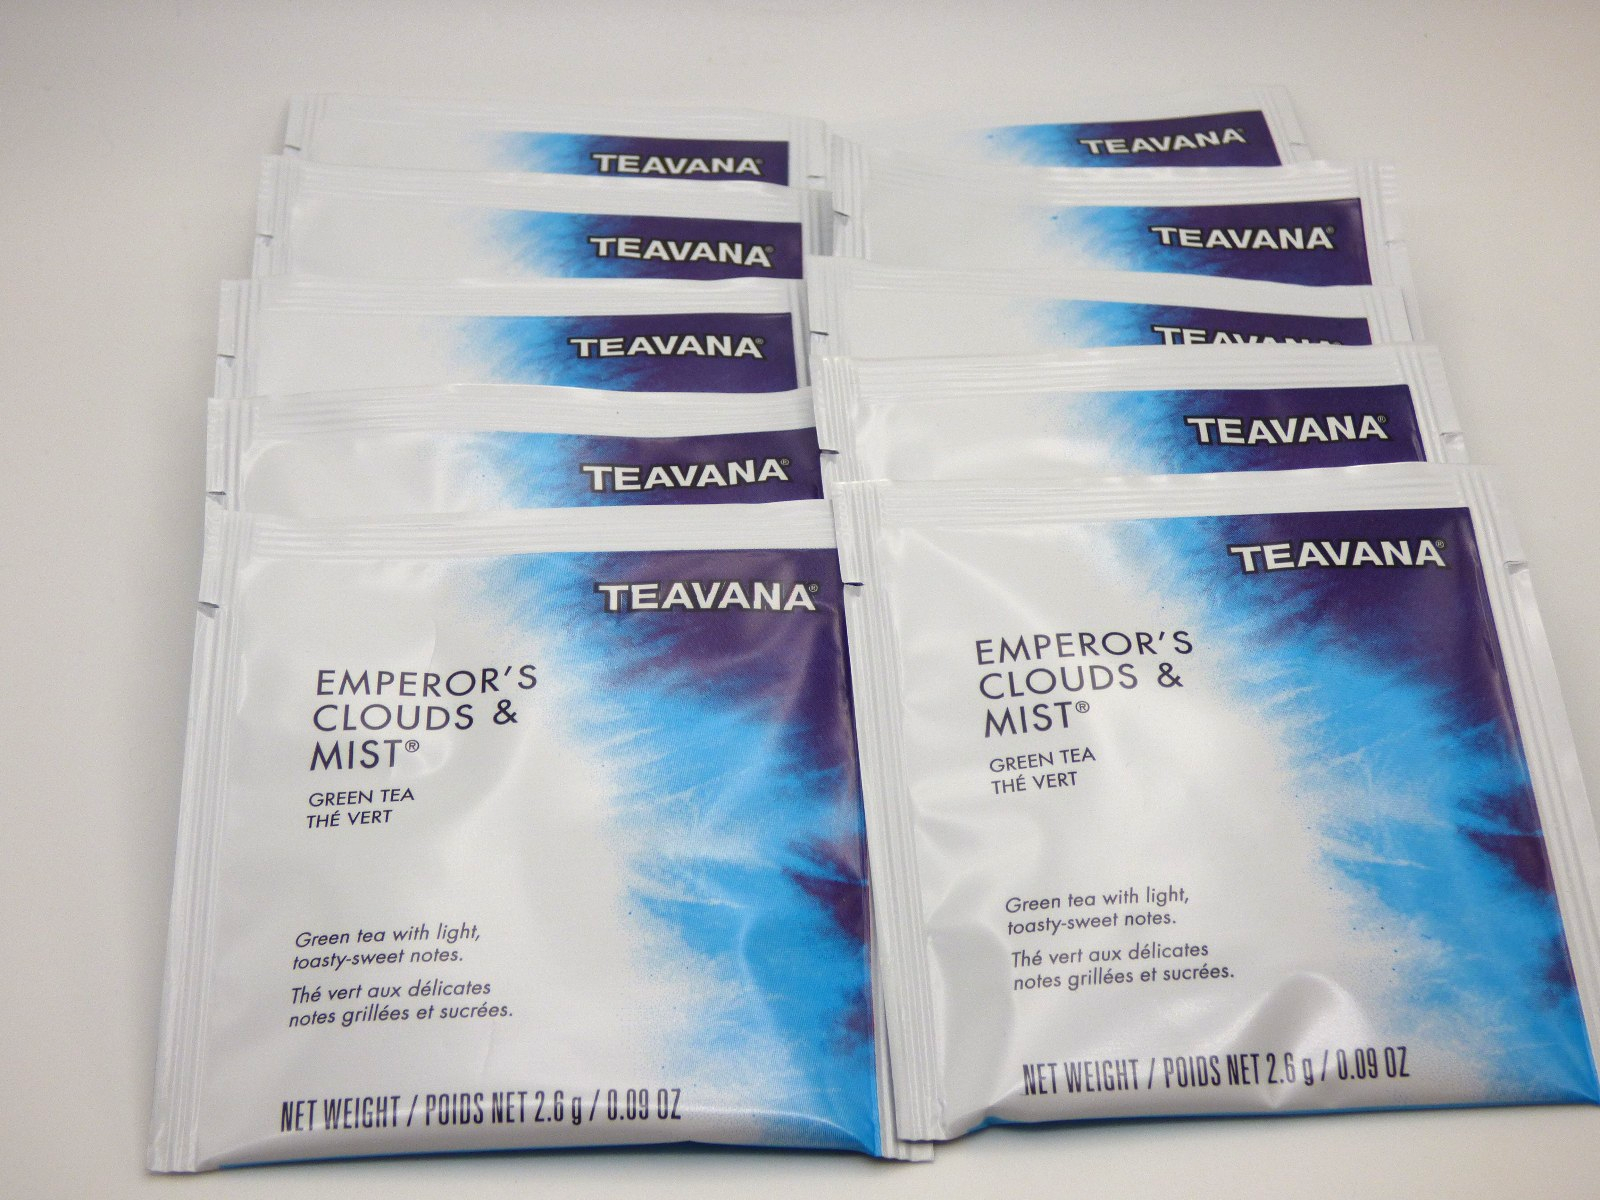 TEAVANA
TEAVANA®
TEAVANA®
TEAVANA®
TEAVANA®
EMPEROR'S
CLOUDS &
MIST®
GREEN TEA
THÉ VERT
Green tea with light,
toasty-sweet notes.
Thé vert aux délicates
notes grillées et sucrées.
NET WEIGHT / POIDS NET 2.6 g / 0.09 OZ
TEAVANA
TEAVANA®
TEAVANA
TEAVANA®
TEAVANA®
EMPEROR'S
CLOUDS &
MIST®
GREEN TEA
THÉ VERT
Green tea with light,
toasty-sweet notes.
Thé vert aux délicates
notes grillées et sucrées.
NET WEIGHT / POIDS NET 2.6 g / 0.09 OZ